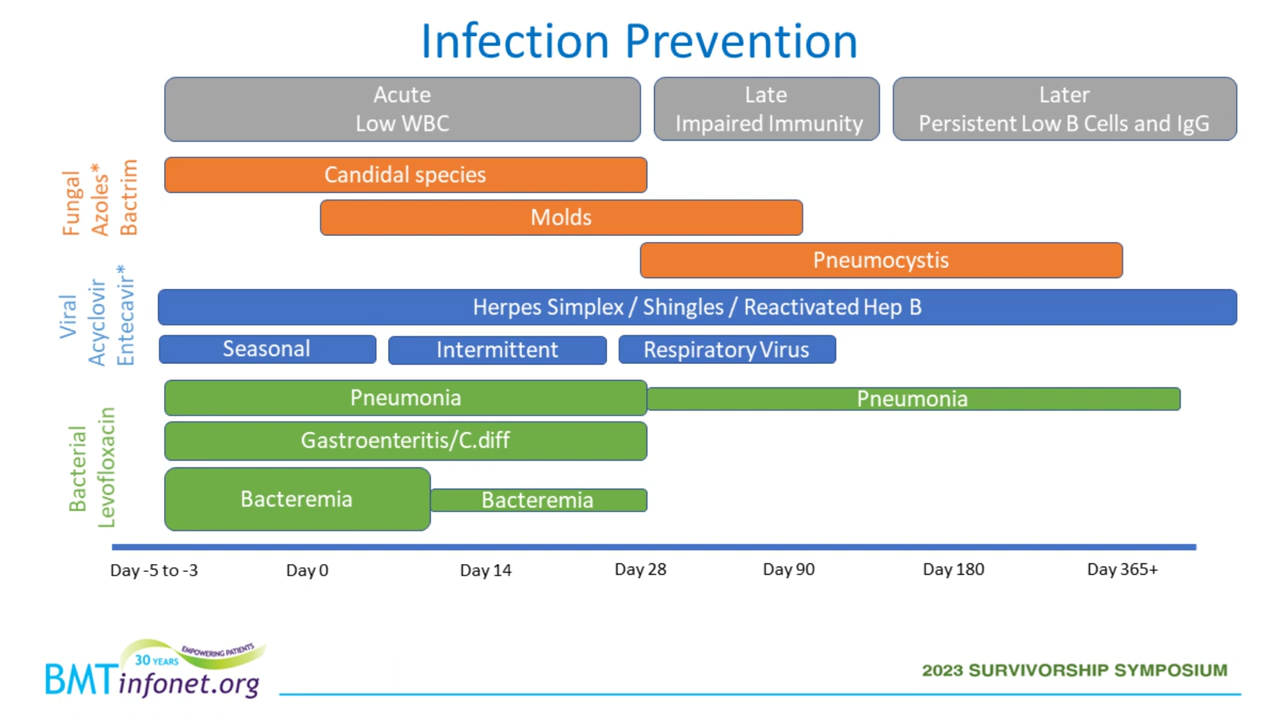 Infection Prevention
Acute
Low WBC
Late
Impaired Immunity
Later
Persistent Low B Cells and IgG
Fungal
Azoles*
Bactrim
Candidal species
Molds
Pneumocystis
Viral
Acyclovir
Entecavir*
Herpes Simplex / Shingles / Reactivated Hep B
Seasonal
Intermittent
Respiratory Virus
Bacterial
Levofloxacin
Pneumonia
Pneumonia
Gastroenteritis/C.diff
Bacteremia
Bacteremia
Day -5 to -3
Day 0
Day 14
Day 28
Day 90
Day 180
Day 365+
30 YEARS
EMPOWERING PATIENTS
BMTinfonet.org
2023 SURVIVORSHIP SYMPOSIUM